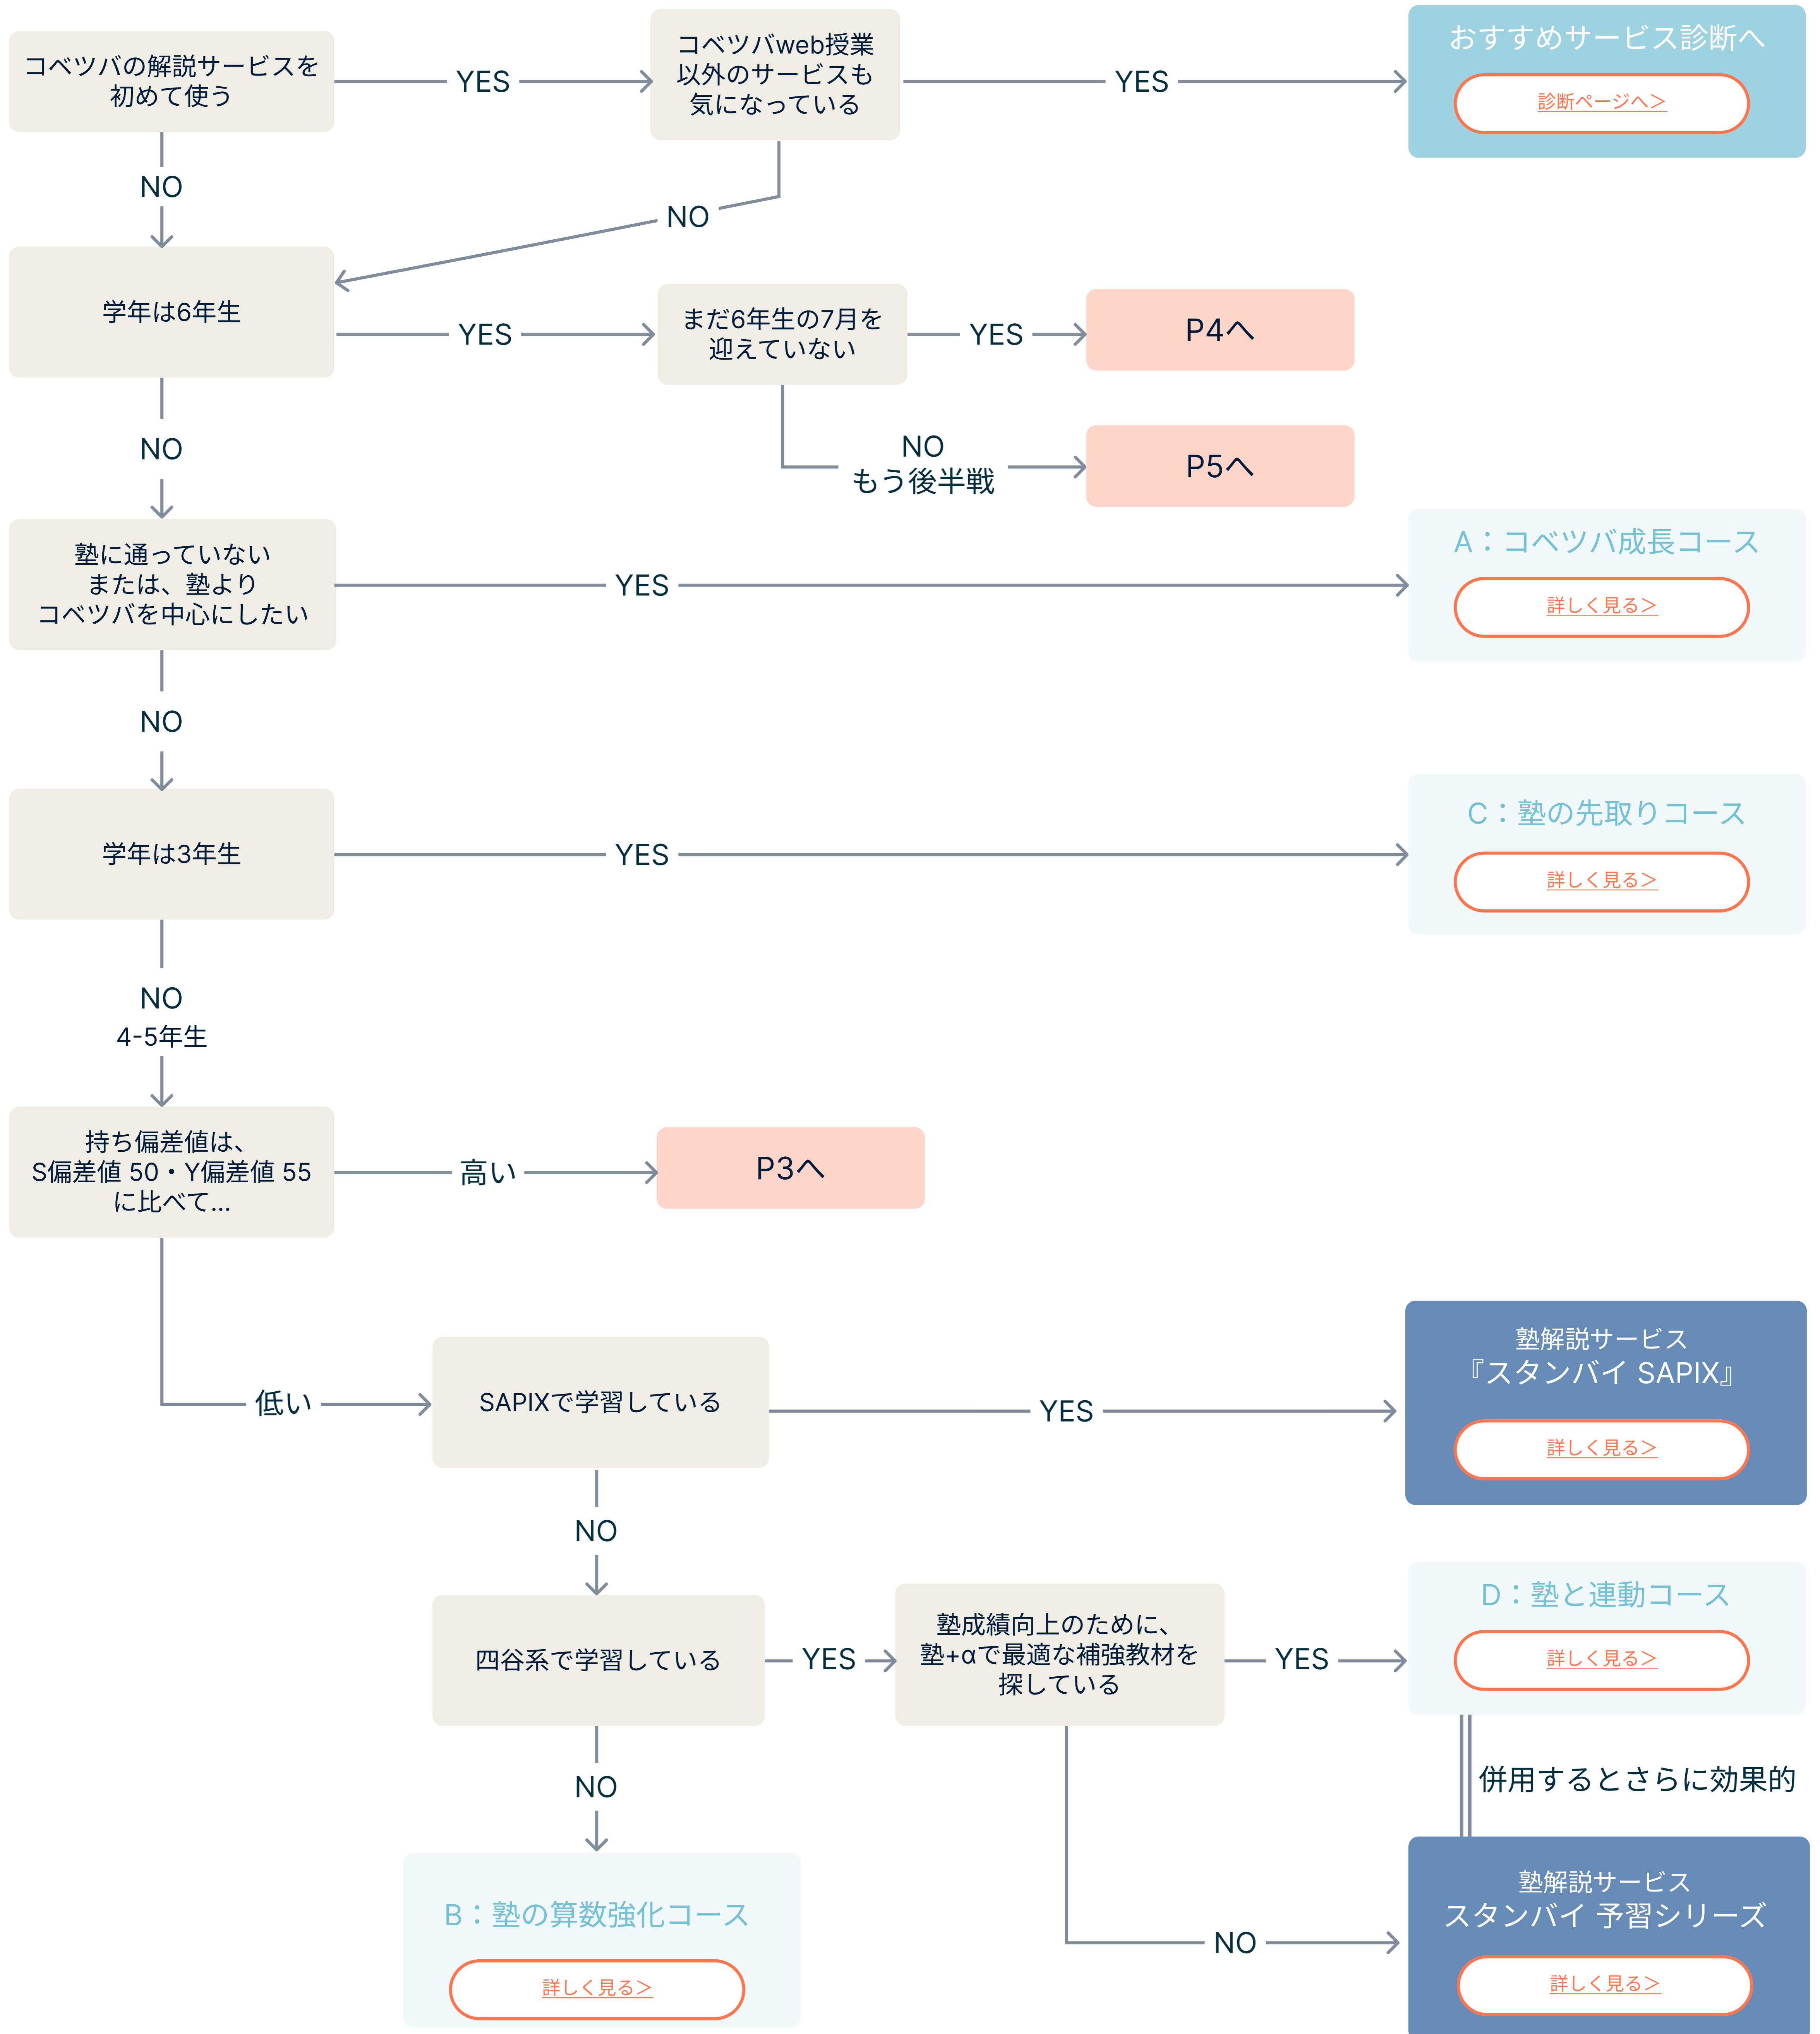 コベツバの解説サービスを
初めて使う
YES
コベツバweb授業
以外のサービスも
気になっている
YES
おすすめサービス診断へ
診断ページへ＞
NO
NO
学年は6年生
YES
まだ6年生の7月を
迎えていない
YES
P4へ
NO
もう後半戦
P5へ
NO
塾に通っていない
または、塾より
コベツバを中心にしたい
YES
A：コベツバ成長コース
詳しく見る＞
NO
学年は3年生
YES
C：塾の先取りコース
詳しく見る＞
NO
4-5年生
持ち偏差値は、
S偏差値 50・Y偏差値 55
に比べて...
高い
P3へ
低い
SAPIXで学習している
YES
塾解説サービス
『スタンバイ SAPIX』
詳しく見る＞
NO
四谷系で学習している
YES
塾成績向上のために、
塾+αで最適な補強教材を
探している
YES
D：塾と連動コース
詳しく見る＞
併用するとさらに効果的
NO
B：塾の算数強化コース
詳しく見る＞
NO
塾解説サービス
スタンバイ 予習シリーズ
詳しく見る＞